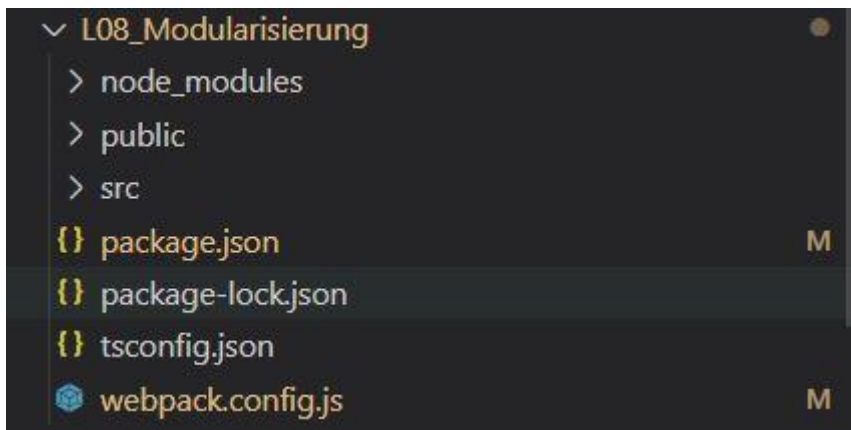 L08_Modularisierung
node_modules
public
src
{} package.json M
{} package-lock.json
{} tsconfig.json
webpack.config.js M